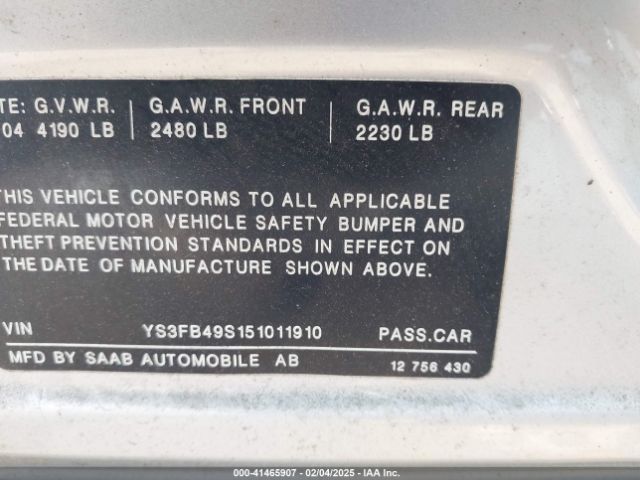 TE: G.V.W.R. G.A.W.R. FRONT G.A.W.R. REAR
04 4190 LB 2480 LB 2230 LB
THIS VEHICLE CONFORMS TO ALL APPLICABLE
FEDERAL MOTOR VEHICLE SAFETY BUMPER AND
THEFT PREVENTION STANDARDS IN EFFECT ON
THE DATE OF MANUFACTURE SHOWN ABOVE.
VIN YS3FB49S151011910 PASS.CAR
MFD BY SAAB AUTOMOBILE AB 12 756 430
000-41465907 - 02/04/2025 - IAA Inc.